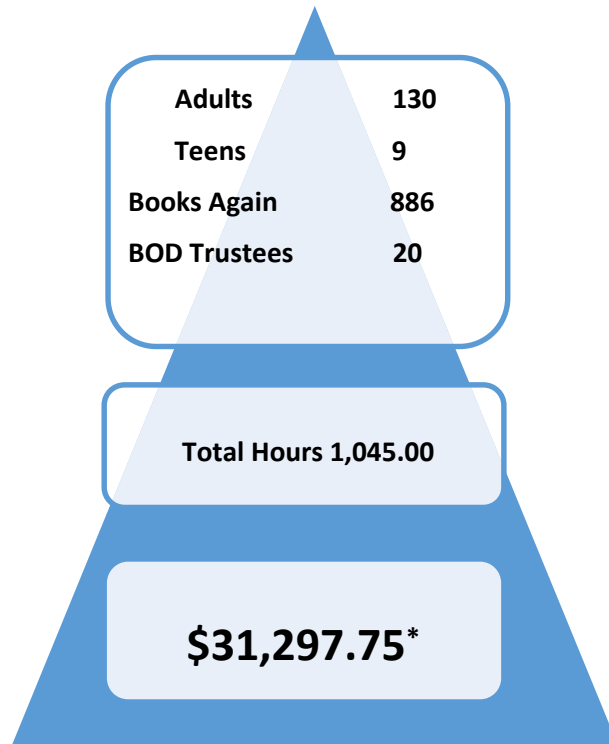 Adults 130
Teens 9
Books Again 886
BOD Trustees 20
Total Hours 1,045.00
$31,297.75*